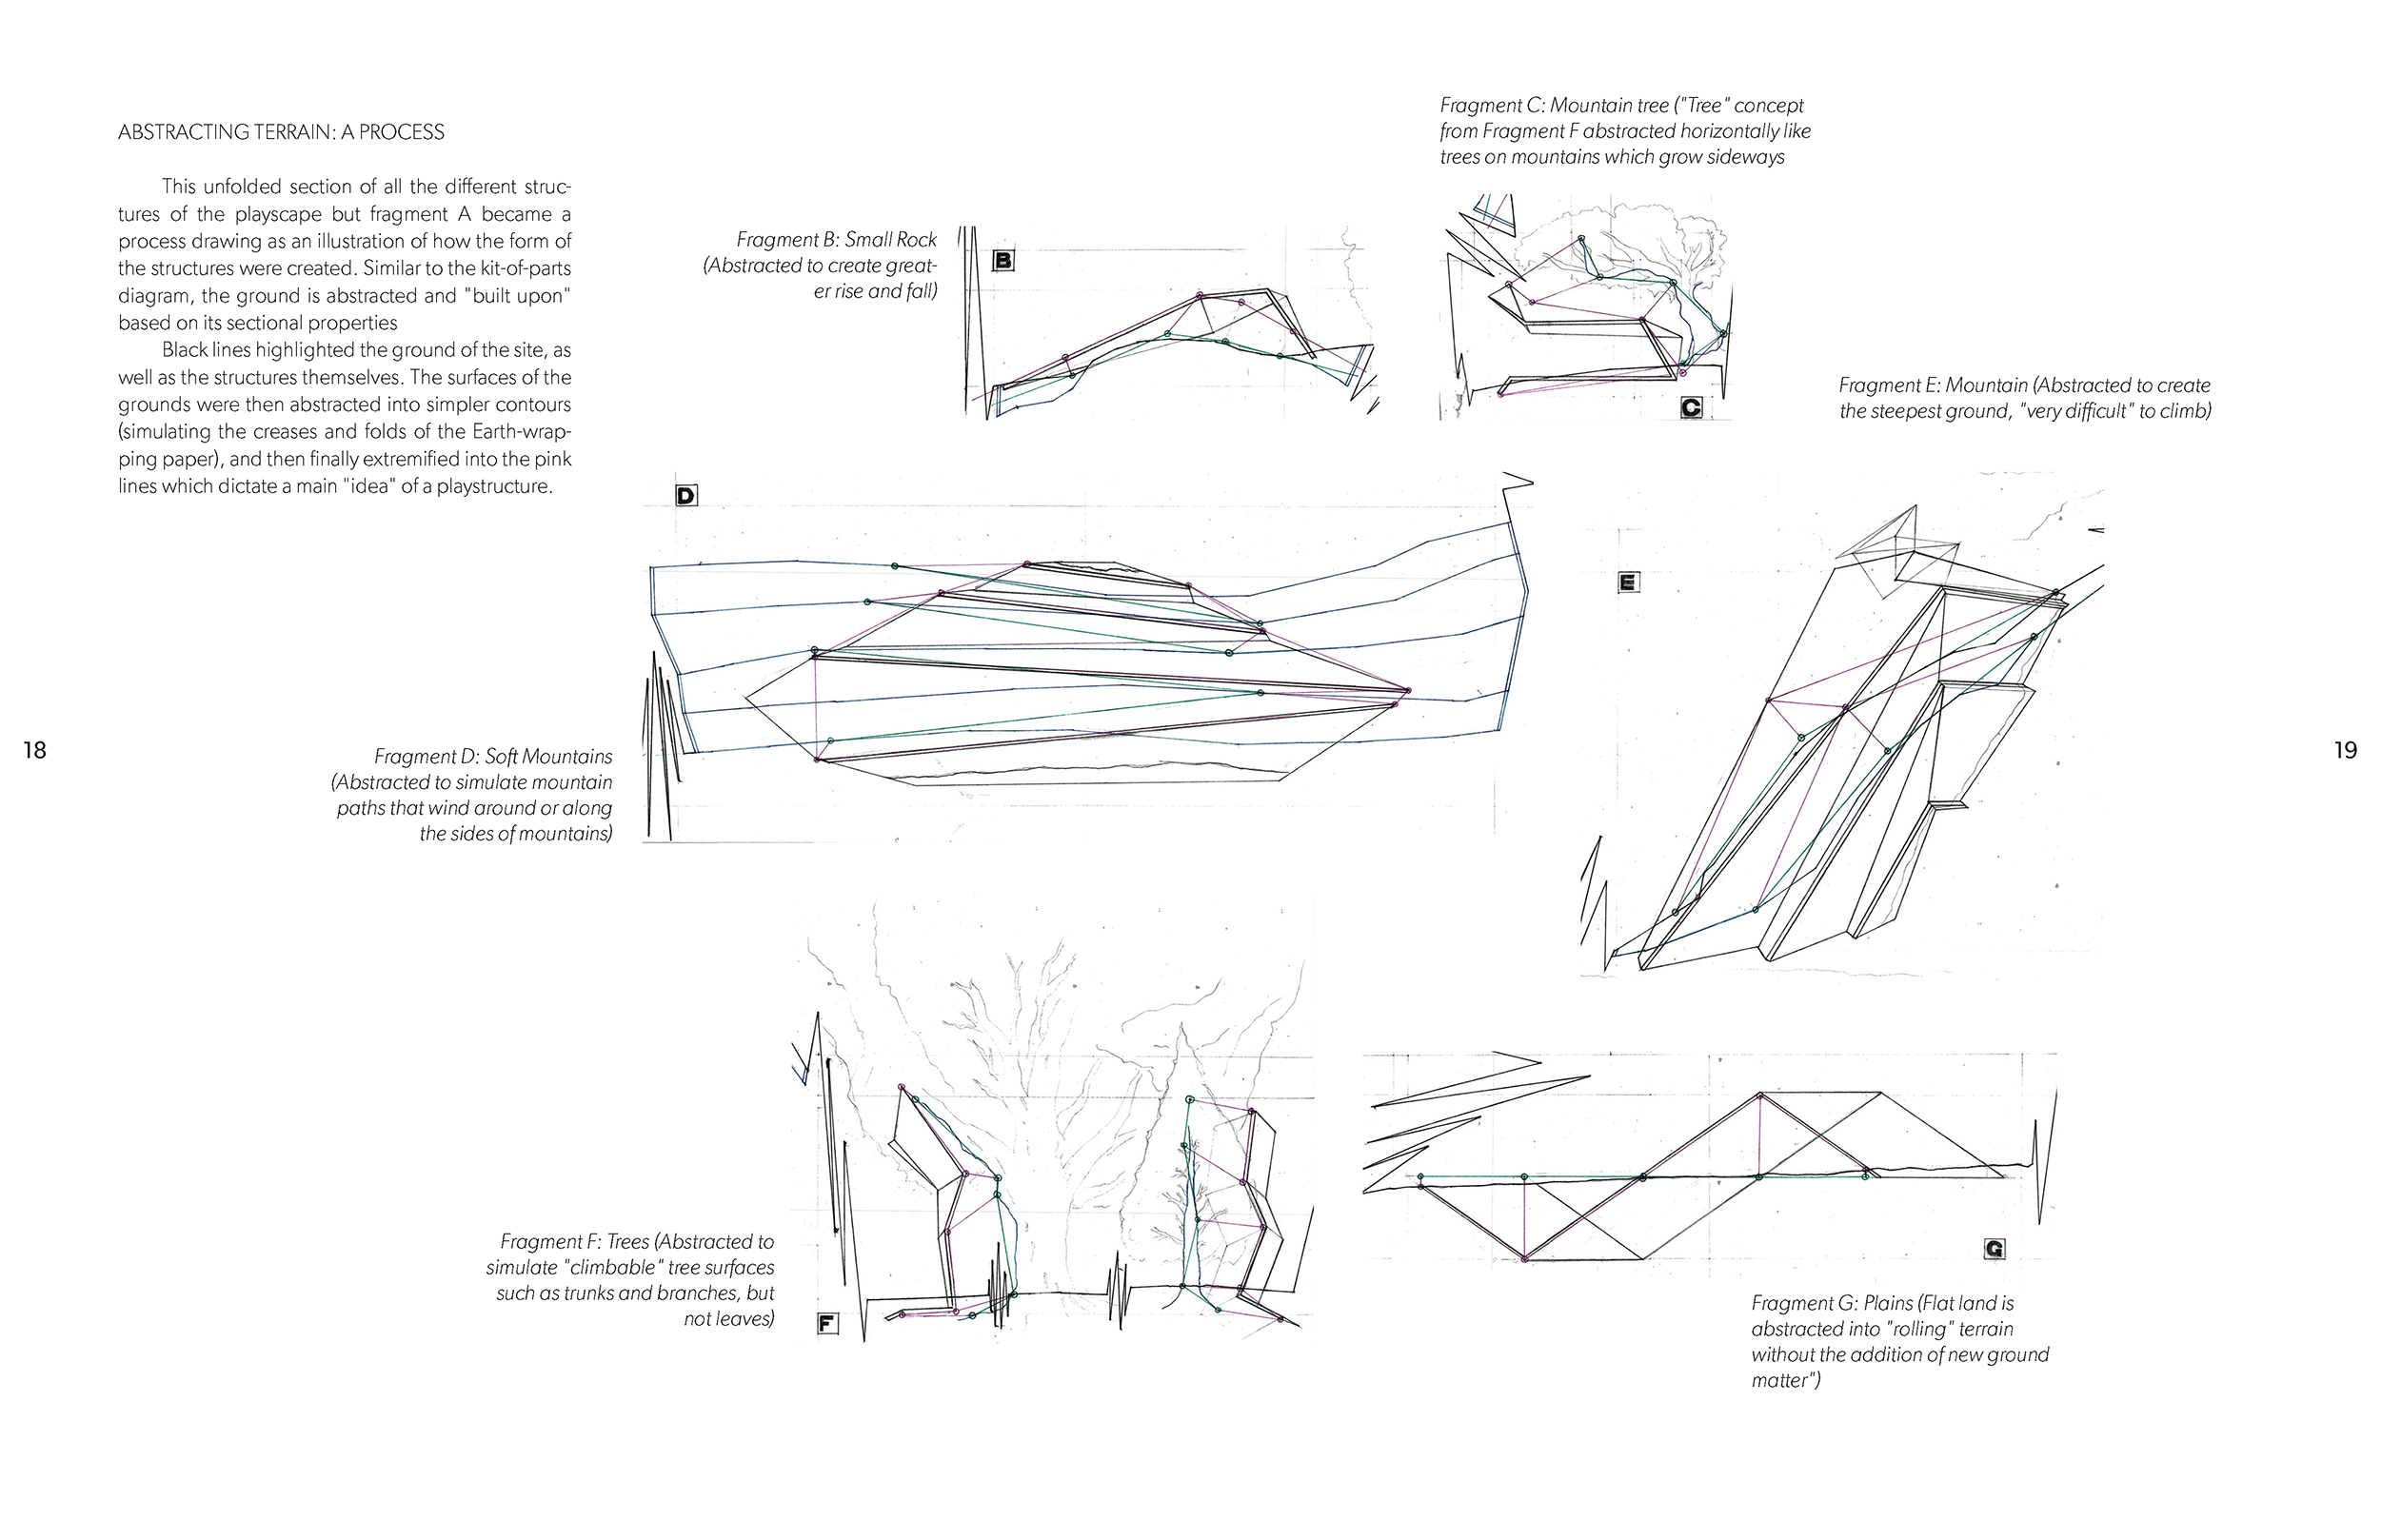 ABSTRACTING TERRAIN: A PROCESS
This unfolded section of all the different struc-
tures of the playscape but fragment A became a
process drawing as an illustration of how the form of
the structures were created. Similar to the kit-of-parts
diagram, the ground is abstracted and "built upon"
based on its sectional properties
Black lines highlighted the ground of the site, as
well as the structures themselves. The surfaces of the
grounds were then abstracted into simpler contours
(simulating the creases and folds of the Earth-wrap-
ping paper), and then finally extremified into the pink
lines which dictate a main "idea" of a playstructure.
18
Fragment B: Small Rock
(Abstracted to create great-
er rise and fall)
B
Fragment C: Mountain tree ("Tree" concept
from Fragment F abstracted horizontally like
trees on mountains which grow sideways
C
Fragment E: Mountain (Abstracted to create
the steepest ground, "very difficult" to climb)
D
E
Fragment D: Soft Mountains
(Abstracted to simulate mountain
paths that wind around or along
the sides of mountains)
19
Fragment F: Trees (Abstracted to
simulate "climbable" tree surfaces
such as trunks and branches, but
not leaves)
F
G
Fragment G: Plains (Flat land is
abstracted into "rolling" terrain
without the addition of new ground
matter")